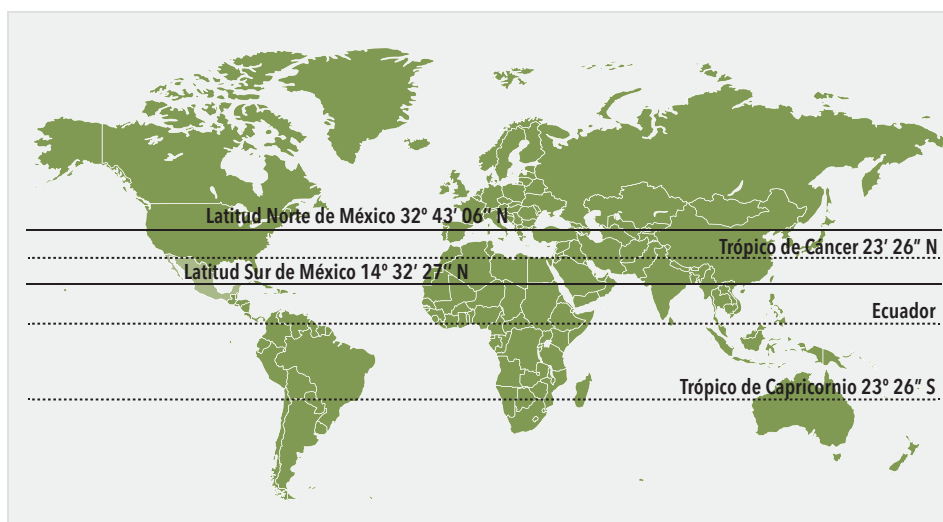 Latitud Norte de México 32º 43’ 06” N
Trópico de Cáncer 23’ 26” N
Latitud Sur de México 14º 32’ 27” N
Ecuador
Trópico de Capricornio 23º 26” S